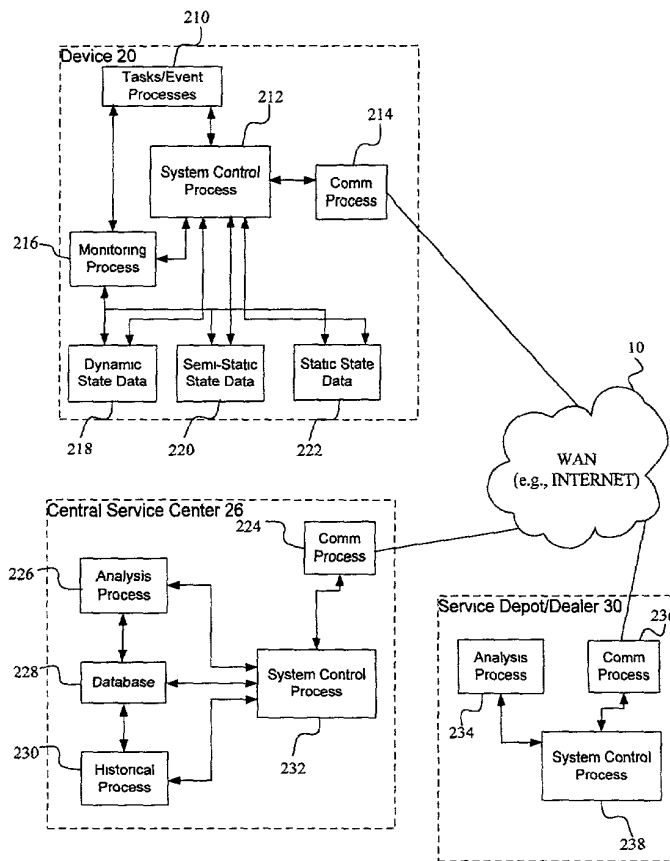 210
Device 20
Tasks/Event
Processes
212
214
System Control
Process
Comm
Process
216
Monitoring
Process
Dynamic
State Data
Semi-Static
State Data
Static State
Data
218
220
222
10
WAN
(e.g., INTERNET)
Central Service Center 26
224
Comm
Process
226
Analysis
Process
228
Database
System Control
Process
230
Historical
Process
232
Service Depot/Dealer 30
236
Analysis
Process
Comm
Process
234
System Control
Process
238